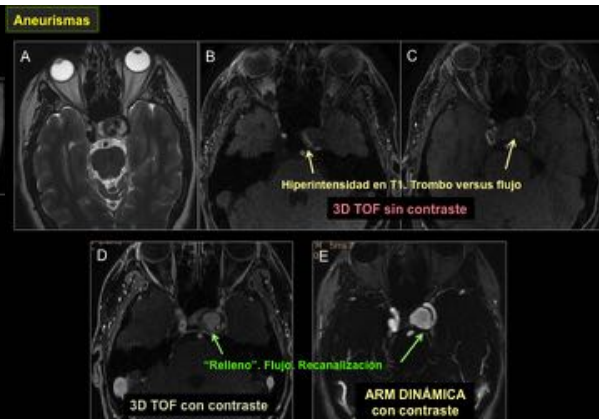 Aneurismas
A
B
C
Hiperintensidad en T1. Trombo versus flujo
3D TOF sin contraste
D
E
"Relleno". Flujo. Recanalización
3D TOF con contraste
ARM DINÁMICA
con contraste